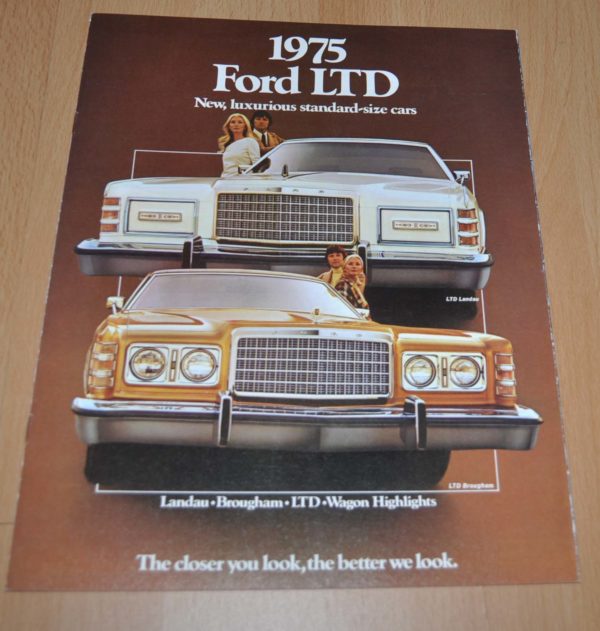 1975
Ford LTD
New, luxurious standard-size cars
FORD
LTD Landau
LTD Brougham
Landau • Brougham • LTD • Wagon Highlights
The closer you look, the better we look.